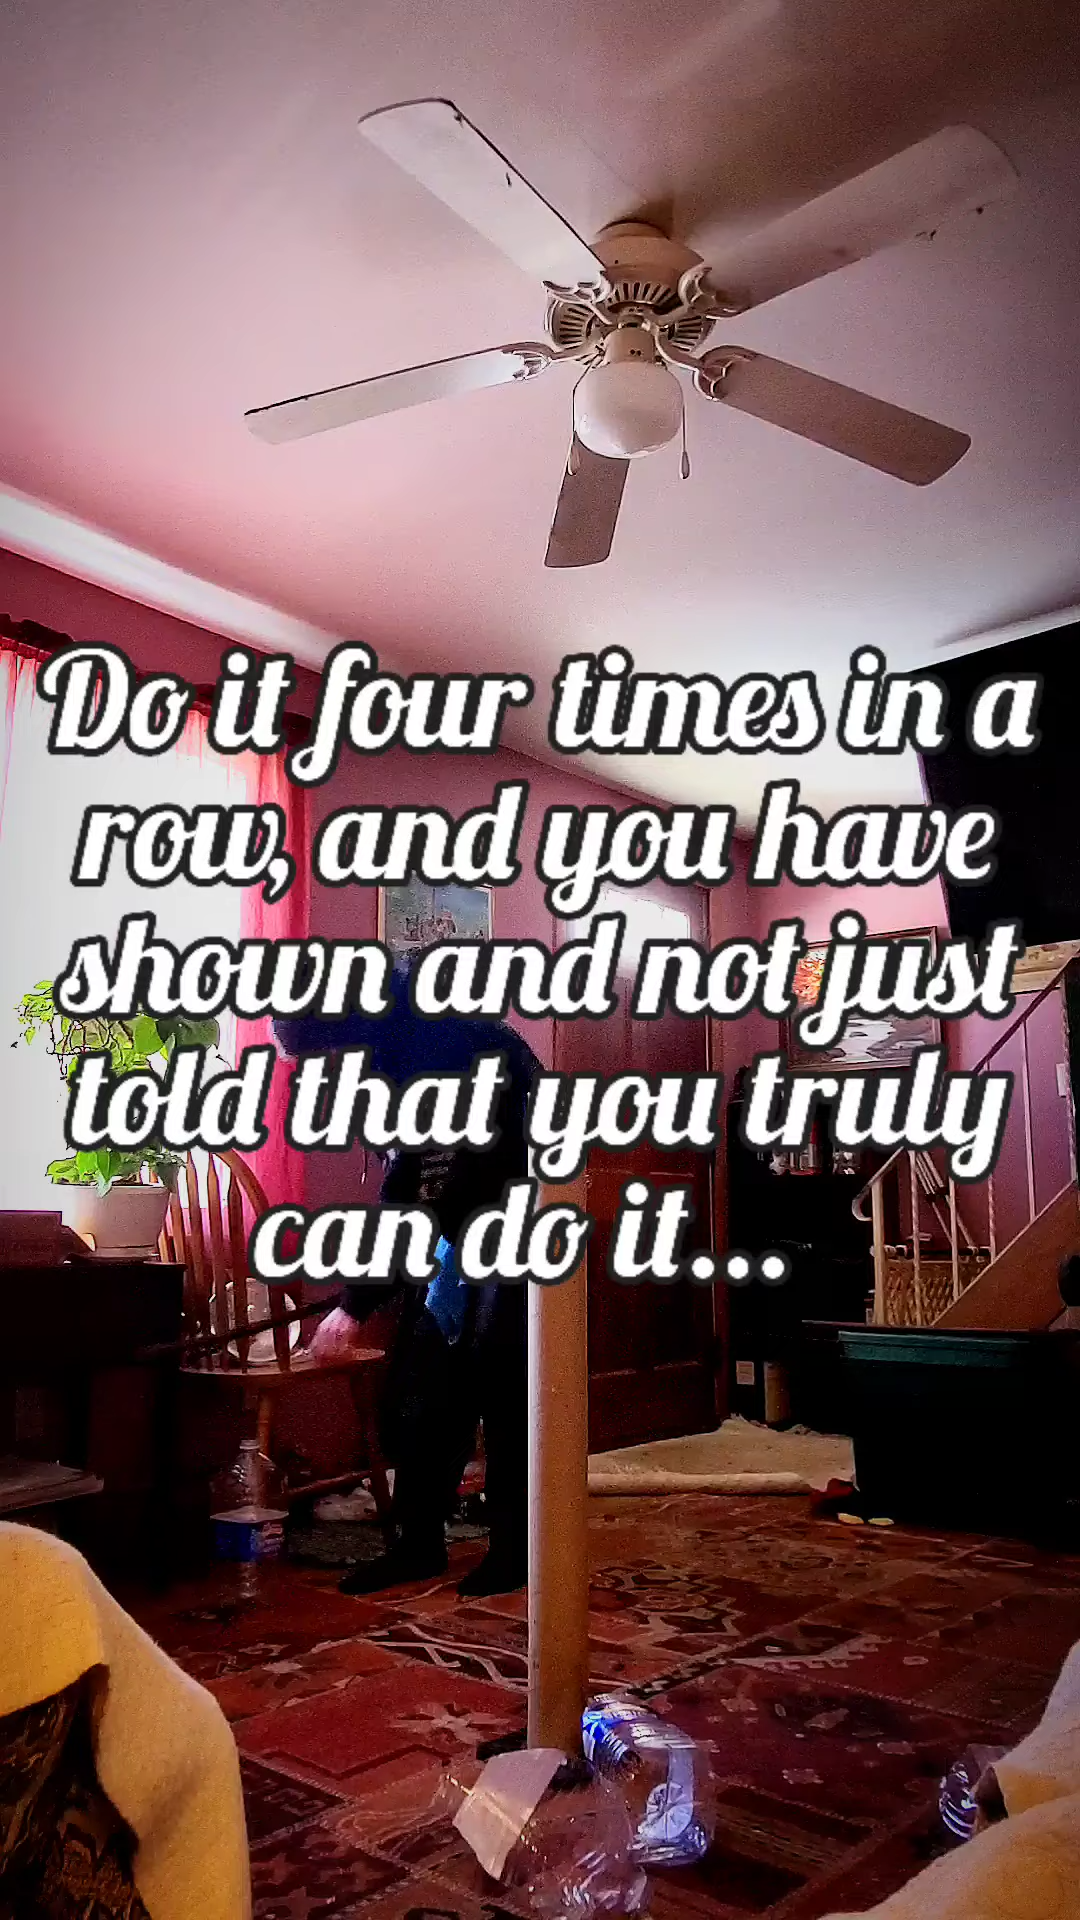 Do it four times in a
row, and you have
shown and not just
told that you truly
can do it...